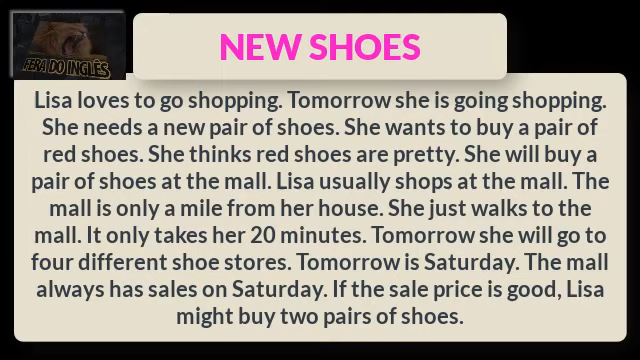 FERA DO INGLÊS
NEW SHOES
Lisa loves to go shopping. Tomorrow she is going shopping.
She needs a new pair of shoes. She wants to buy a pair of
red shoes. She thinks red shoes are pretty. She will buy a
pair of shoes at the mall. Lisa usually shops at the mall. The
mall is only a mile from her house. She just walks to the
mall. It only takes her 20 minutes. Tomorrow she will go to
four different shoe stores. Tomorrow is Saturday. The mall
always has sales on Saturday. If the sale price is good, Lisa
might buy two pairs of shoes.